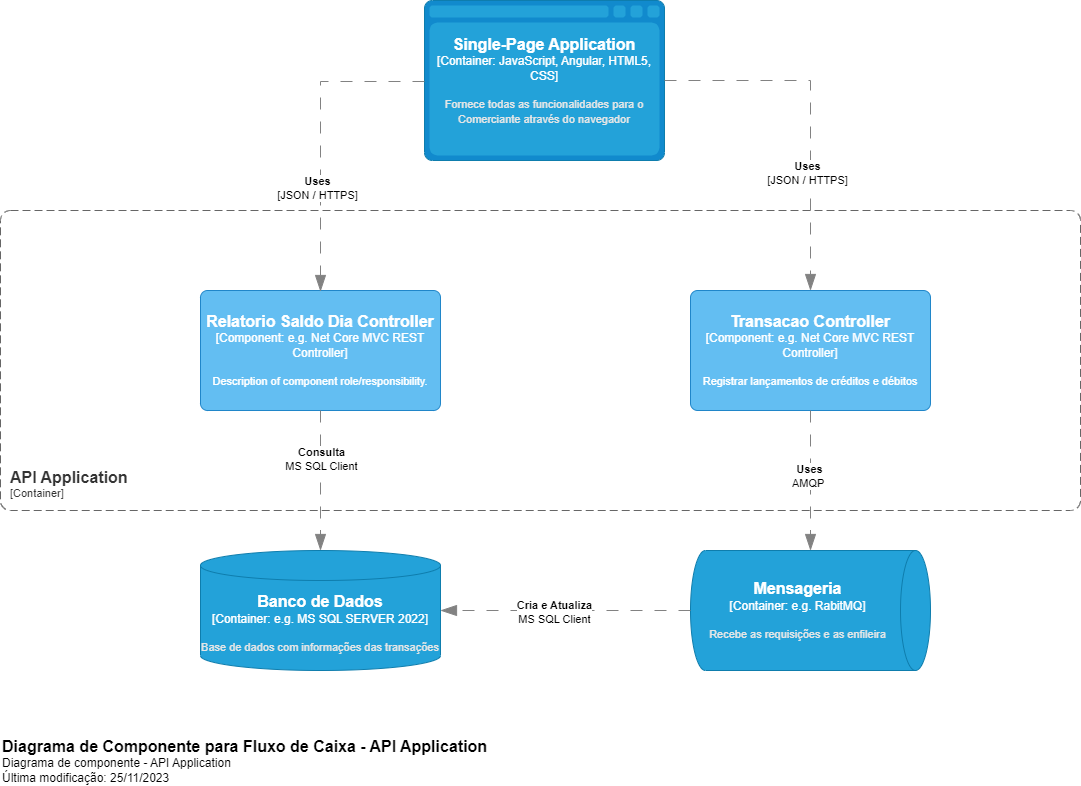 Single-Page Application
[Container: JavaScript, Angular, HTML5,
CSS]
Fornece todas as funcionalidades para o
Comerciante através do navegador
Uses
[JSON / HTTPS]
Uses
[JSON / HTTPS]
Relatorio Saldo Dia Controller
[Component: e.g. Net Core MVC REST
Controller]
Description of component role/responsibility.
Transacao Controller
[Component: e.g. Net Core MVC REST
Controller]
Registrar lançamentos de créditos e débitos
Consulta
MS SQL Client
Uses
AMQP
API Application
[Container]
Banco de Dados
[Container: e.g. MS SQL SERVER 2022]
Base de dados com informações das transações
Cria e Atualiza
MS SQL Client
Mensageria
[Container: e.g. RabitMQ]
Recebe as requisições e as enfileira
Diagrama de Componente para Fluxo de Caixa - API Application
Diagrama de componente - API Application
Última modificação: 25/11/2023